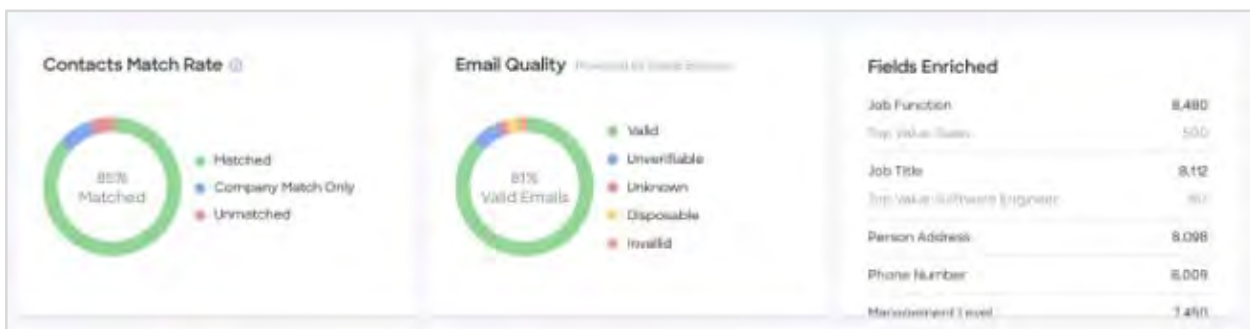 Contacts Match Rate
85%
Matched
Matched
Company Match Only
Unmatched
Email Quality
81%
Valid Emails
Valid
Unverifiable
Unknown
Disposable
Invalid
Fields Enriched
Job Function 8,480
Top Value: Sales 500
Job Title 8,112
Top Value: Software Engineer
Person Address 8,098
Phone Number 6,009
Management Level 7,450